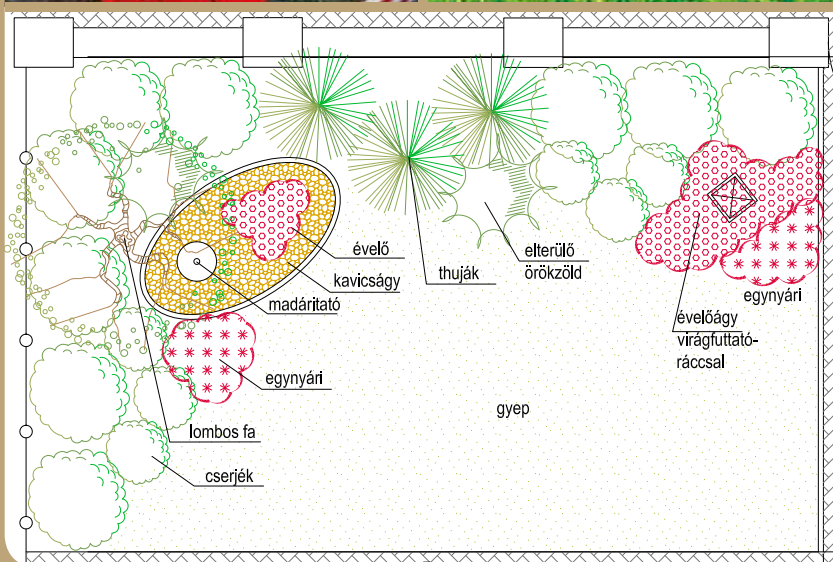 évelő
kavicságy
madáritató
thuják
elterülő
örökzöld
egynyári
évelőágy
virágfuttató-
ráccsal
egynyári
gyep
lombos fa
cserjék